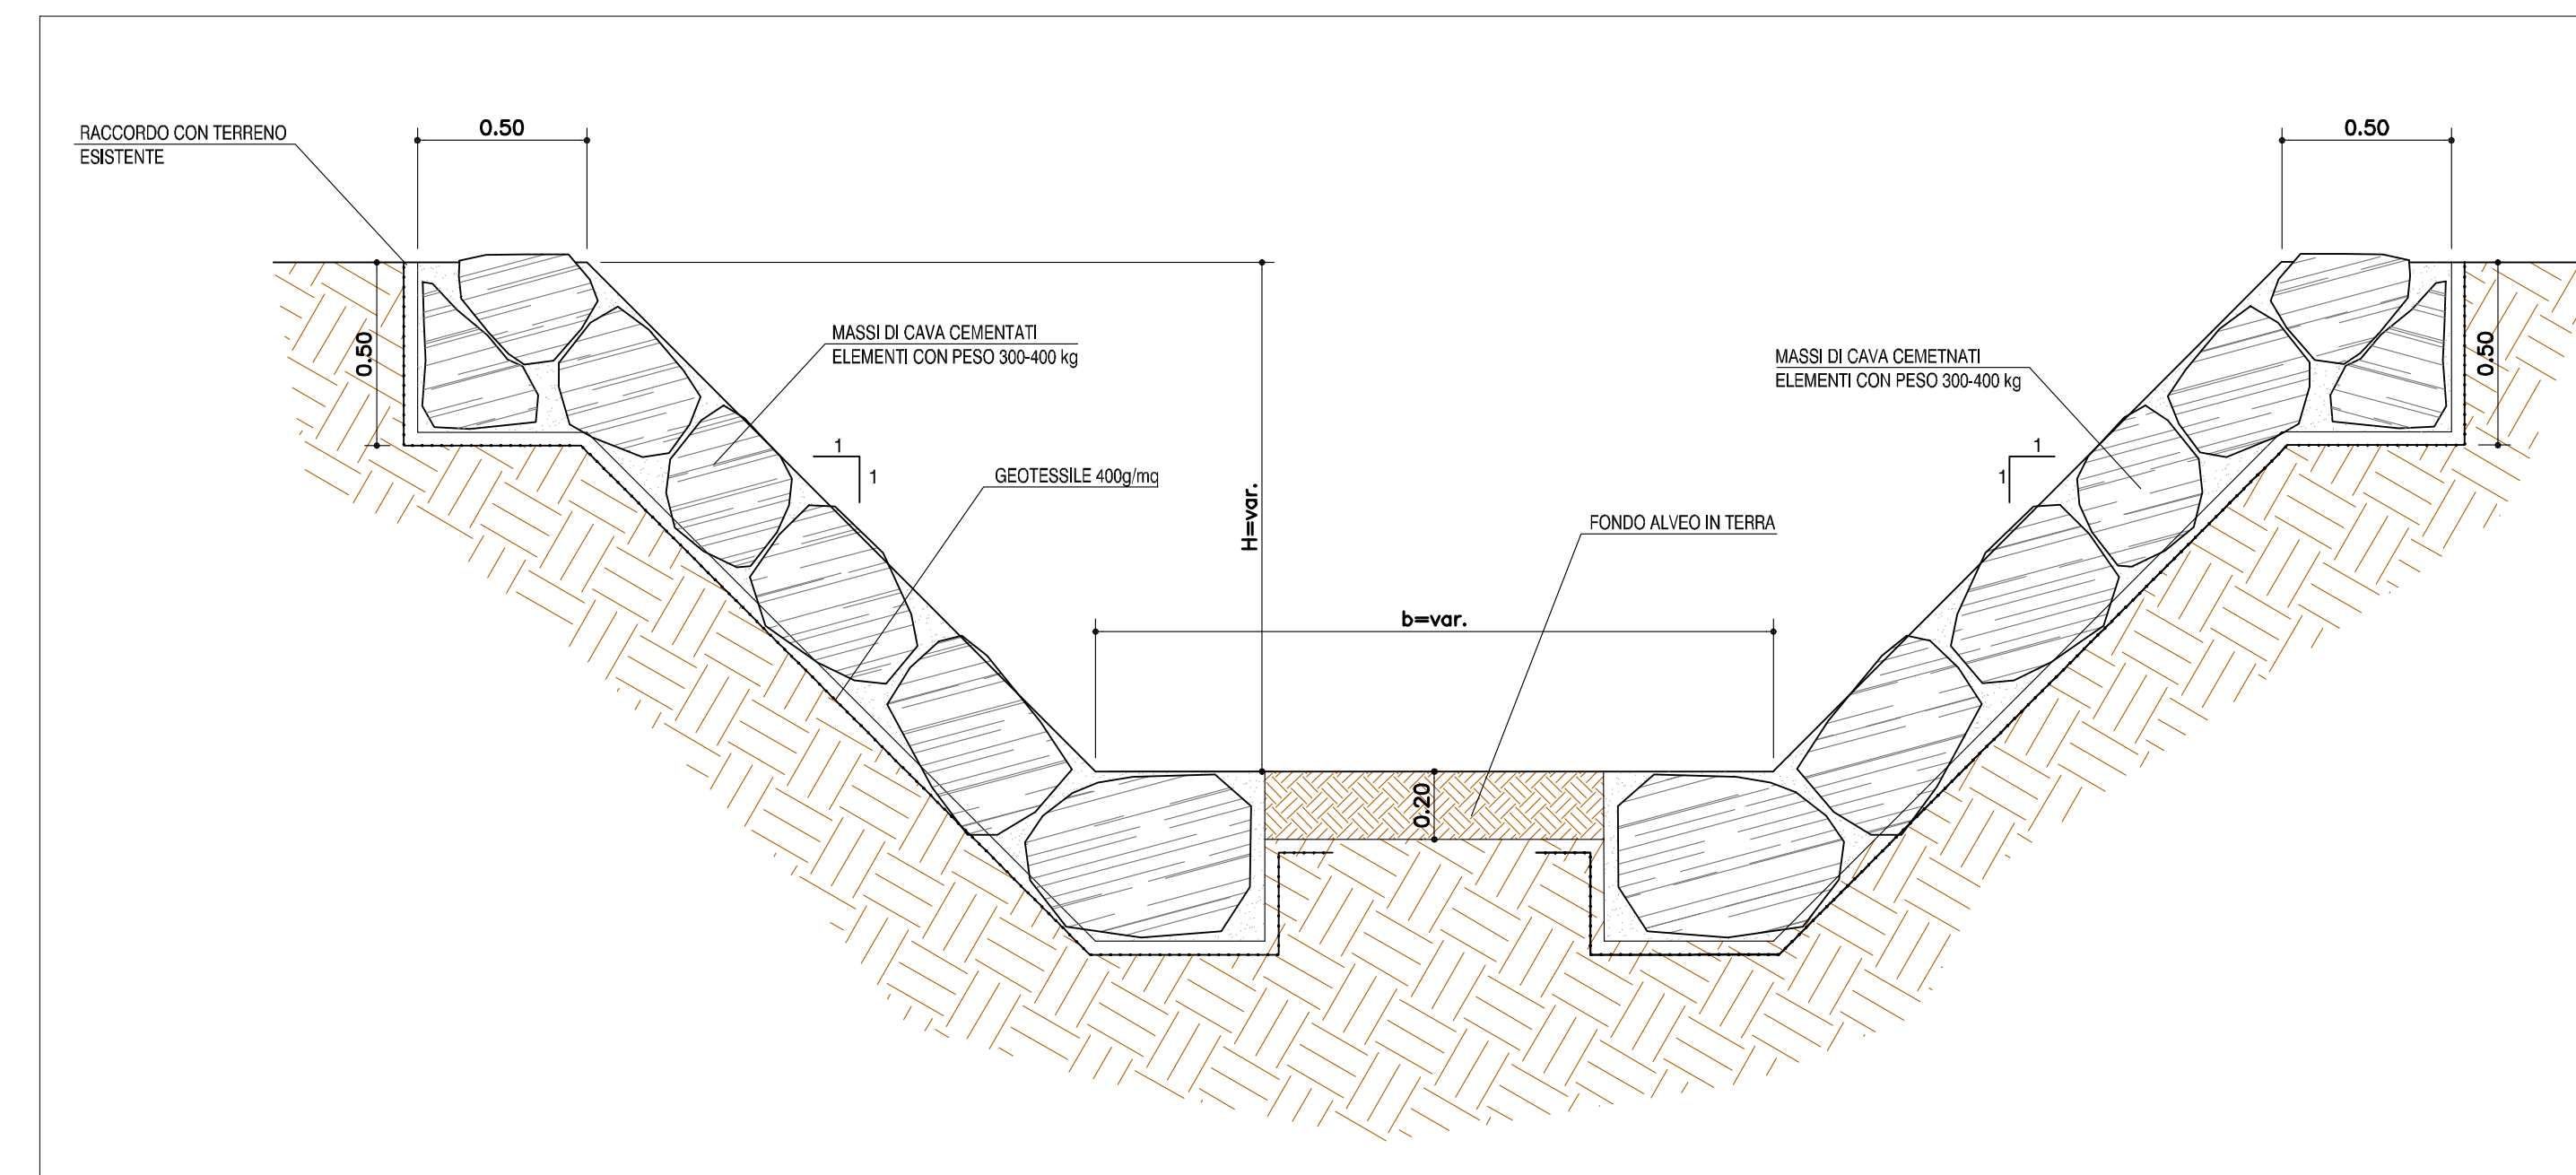 0.50
0.50
RACCORDO CON TERRENO
ESISTENTE
MASSI DI CAVA CEMENTATI
ELEMENTI CON PESO 300-400 kg
0.50
MASSI DI CAVA CEMETNATI
ELEMENTI CON PESO 300-400 kg
0.50
1
1
GEOTESSILE 400g/mq
1
1
H=var.
FONDO ALVEO IN TERRA
b=var.
0.20